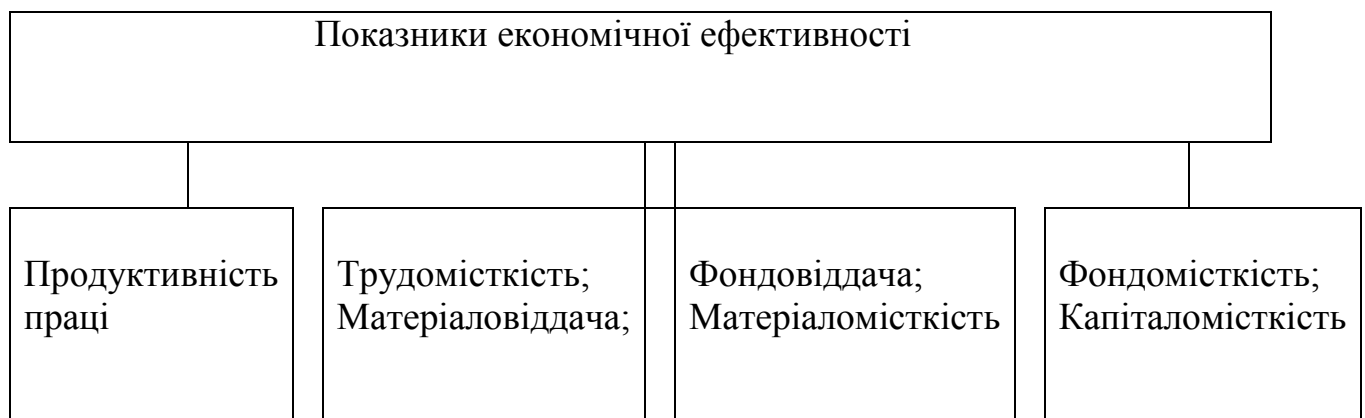 Показники економічної ефективності
Продуктивність
праці
Трудомісткість;
Матеріаловіддача;
Фондовіддача;
Матеріаломісткість
Фондомісткість;
Капіталомісткість